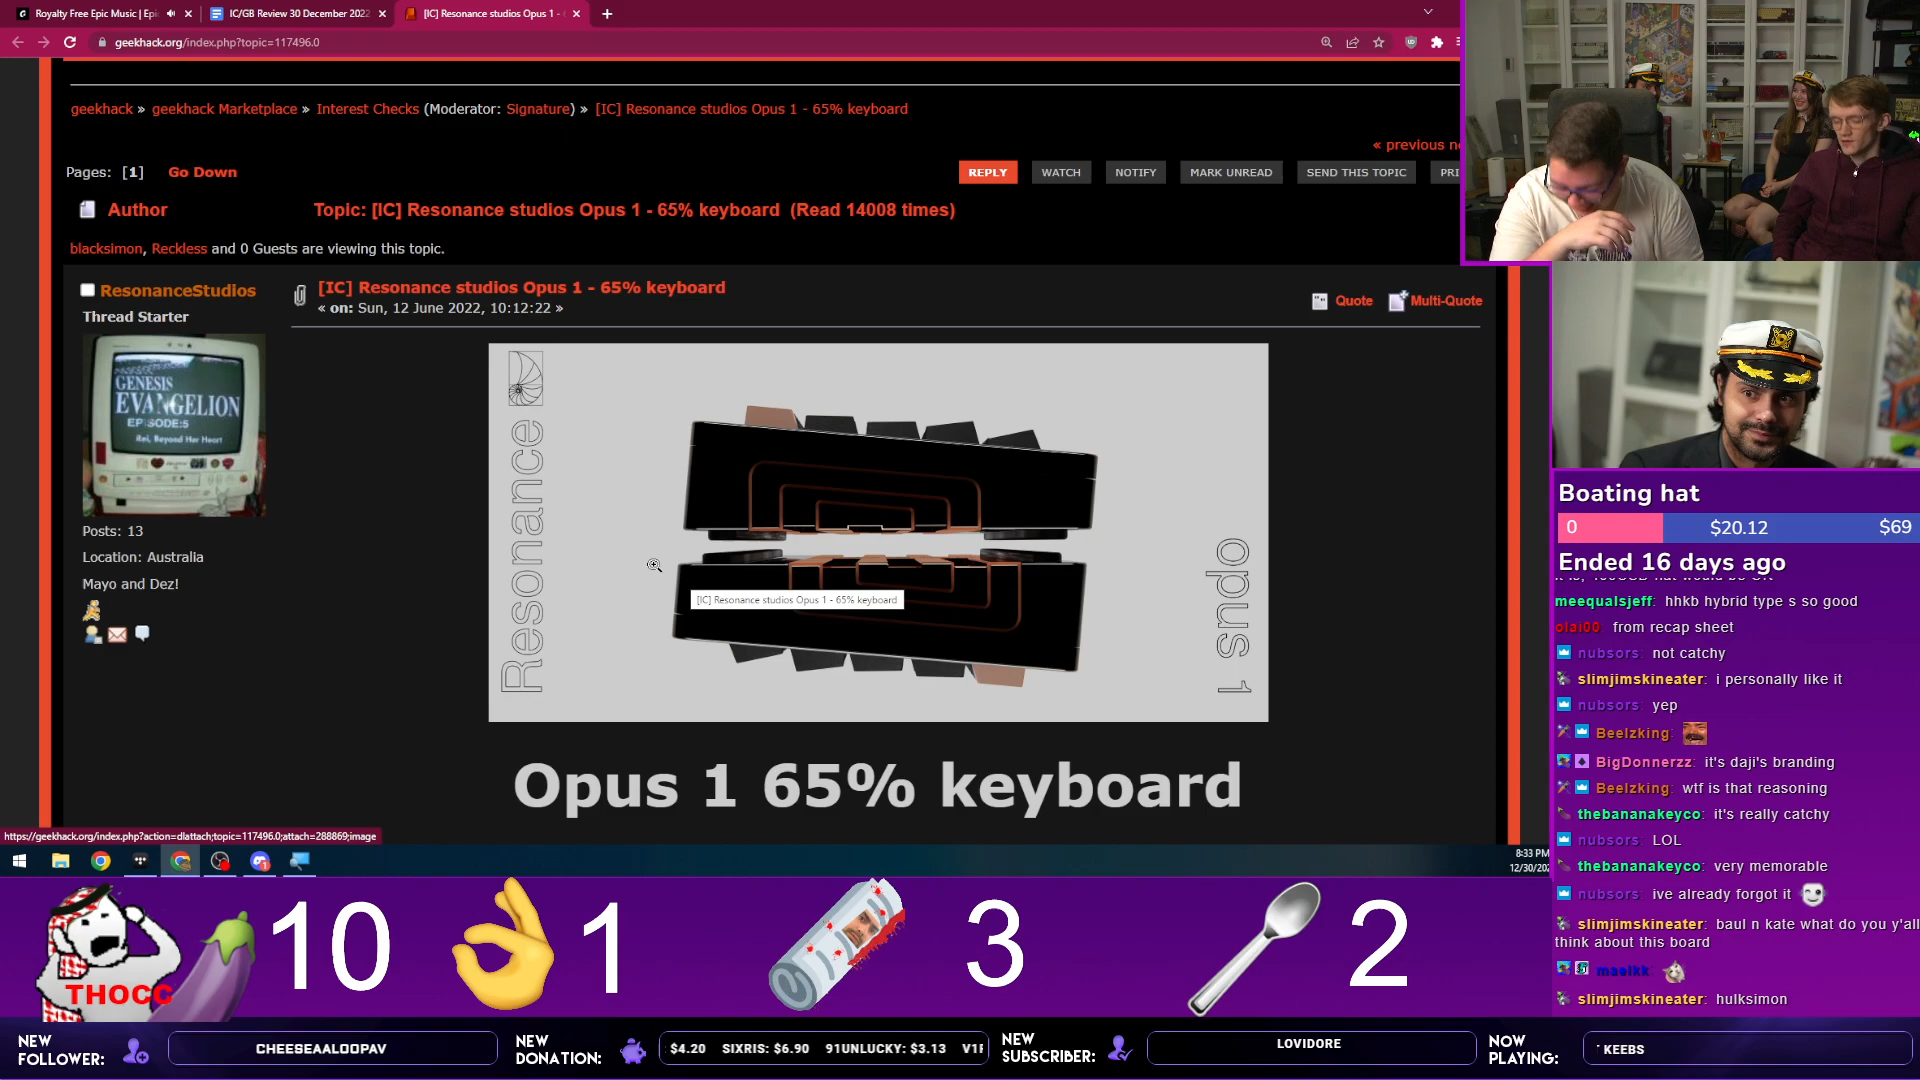 Royalty Free Epic Music | Epi
IC/GB Review 30 December 2022
[IC] Resonance studios Opus 1 -
geekhack.org/index.php?topic=117496.0
geekhack » geekhack Marketplace » Interest Checks (Moderator: Signature) » [IC] Resonance studios Opus 1 - 65% keyboard
« previous
Pages: [1] Go Down
REPLY WATCH NOTIFY MARK UNREAD SEND THIS TOPIC PRI
Author Topic: [IC] Resonance studios Opus 1 - 65% keyboard (Read 14008 times)
blacksimon, Reckless and 0 Guests are viewing this topic.
ResonanceStudios
Thread Starter
[IC] Resonance studios Opus 1 - 65% keyboard
« on: Sun, 12 June 2022, 10:12:22 »
Quote Multi-Quote
GENESIS
EVANGELION
EPISODE:5
Rei, Beyond Her Heart
Posts: 13
Location: Australia
Mayo and Dez!
Resonance
opus 1
[IC] Resonance studios Opus 1 - 65% keyboard
Opus 1 65% keyboard
https://geekhack.org/index.php?action=dlattach;topic=117496.0;attach=288869;image
8:33 PM
12/30/202
Boating hat
0 $20.12 $69
Ended 16 days ago
meequalsjeff: hhkb hybrid type s so good
olai00: from recap sheet
nubsors: not catchy
slimjimskineater: i personally like it
nubsors: yep
Beelzking:
BigDonnerzz: it's daji's branding
Beelzking: wtf is that reasoning
thebananakeyco: it's really catchy
nubsors: LOL
thebananakeyco: very memorable
nubsors: ive already forgot it
slimjimskineater: baul n kate what do you y'all
think about this board
maelkk:
slimjimskineater: hulksimon
THOCC
10 1 3 2
NEW
FOLLOWER:
CHEESEAALOOPAV
NEW
DONATION:
$4.20 SIXRIS: $6.90 91UNLUCKY: $3.13
NEW
SUBSCRIBER:
LOVIDORE
NOW
PLAYING:
KEEBS